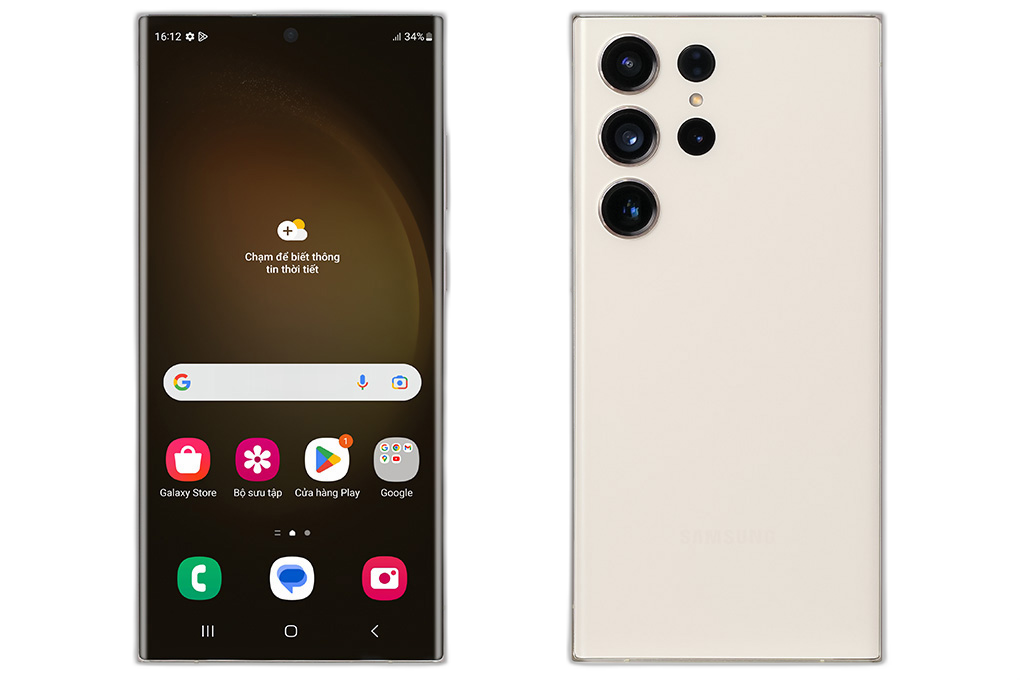 16:12
34%
Chạm để biết thông
tin thời tiết
1
Galaxy Store Bộ sưu tập Cửa hàng Play Google
SAMSUNG